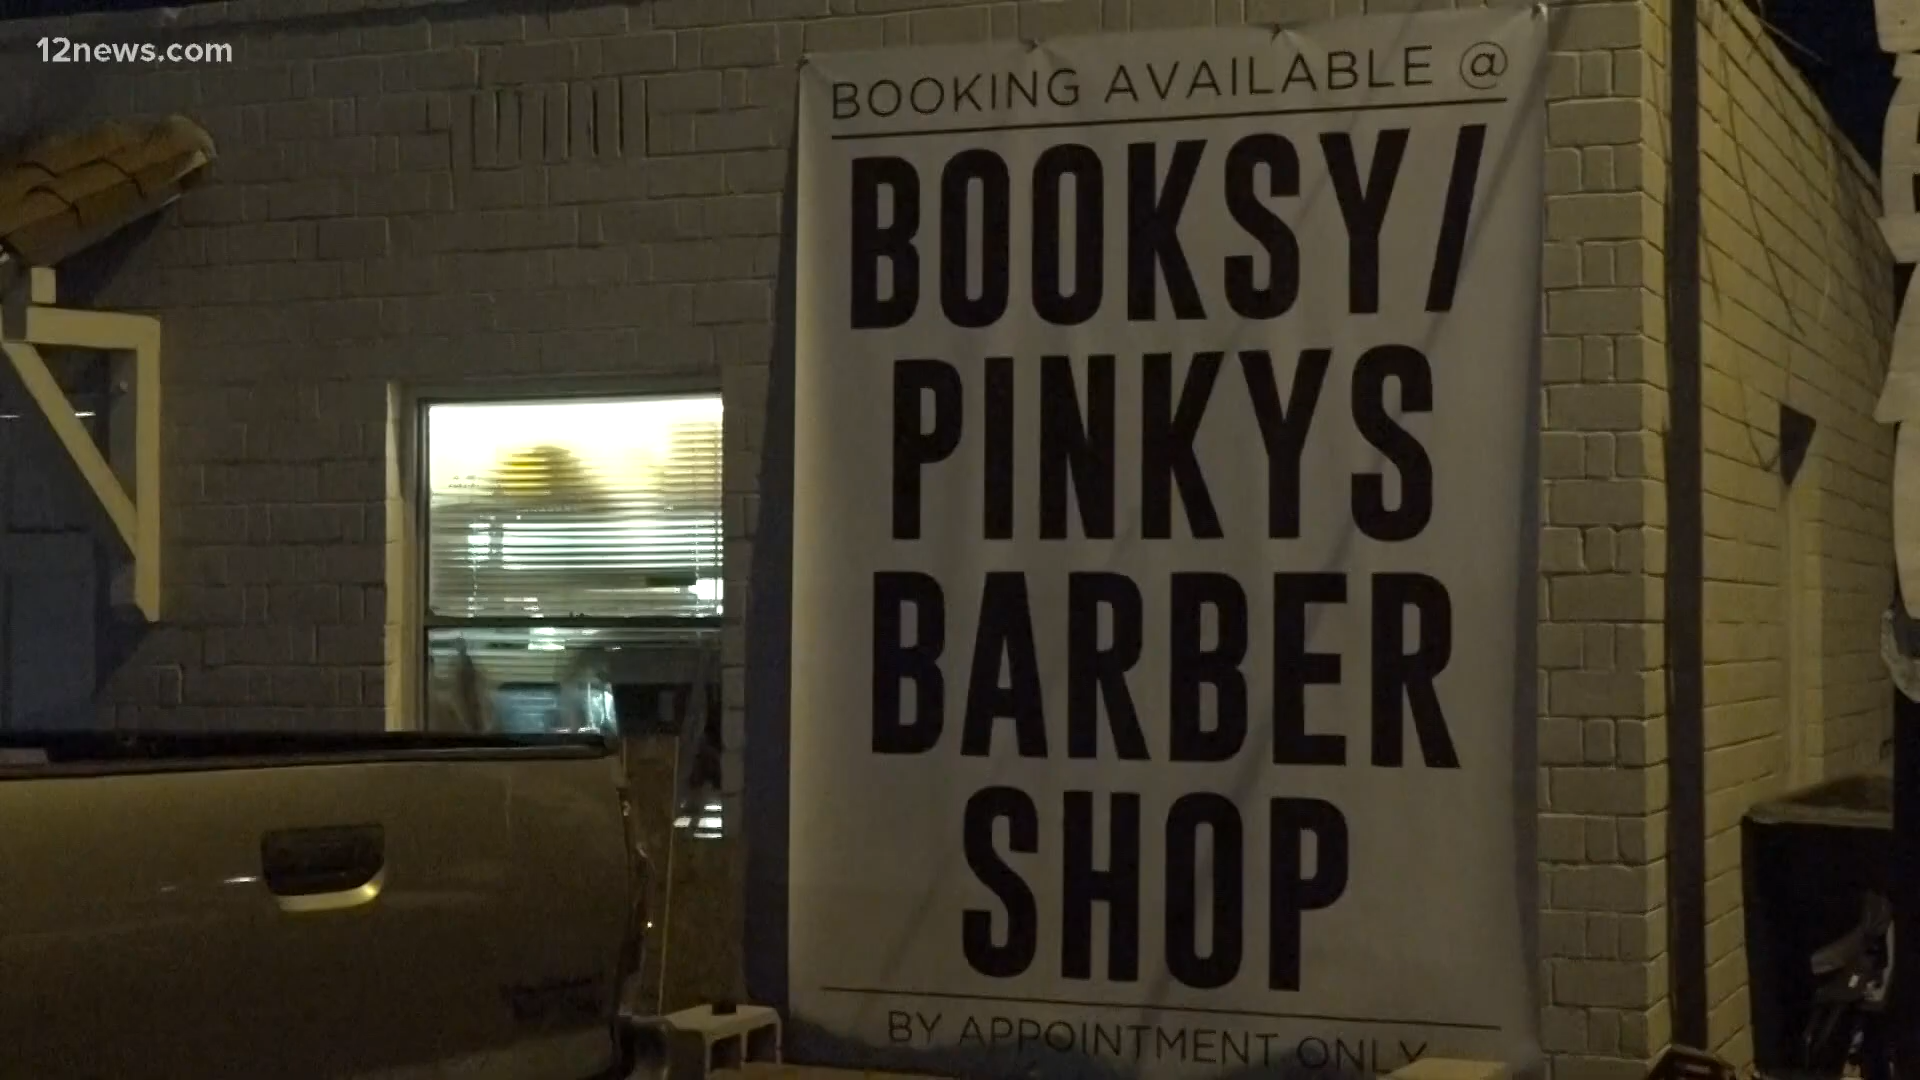 12news.com
BOOKING AVAILABLE @
BOOKSY/
PINKYS
BARBER
SHOP
BY APPOINTMENT ONLY